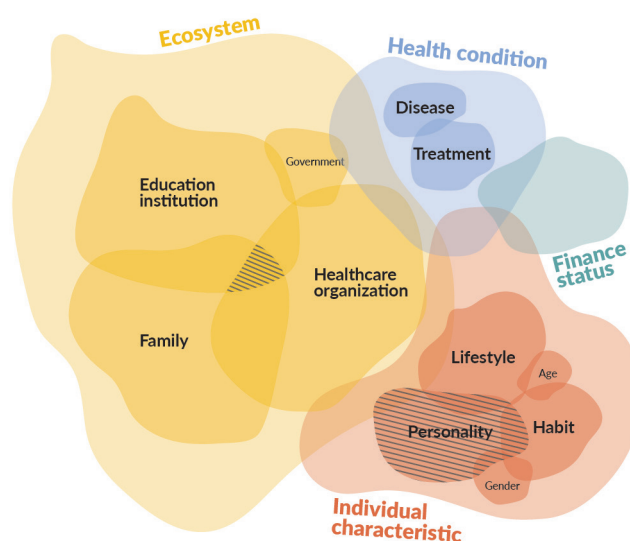 Ecosystem
Health condition
Disease
Treatment
Government
Education
institution
Finance
status
Healthcare
organization
Family
Lifestyle
Age
Personality
Habit
Gender
Individual
characteristic